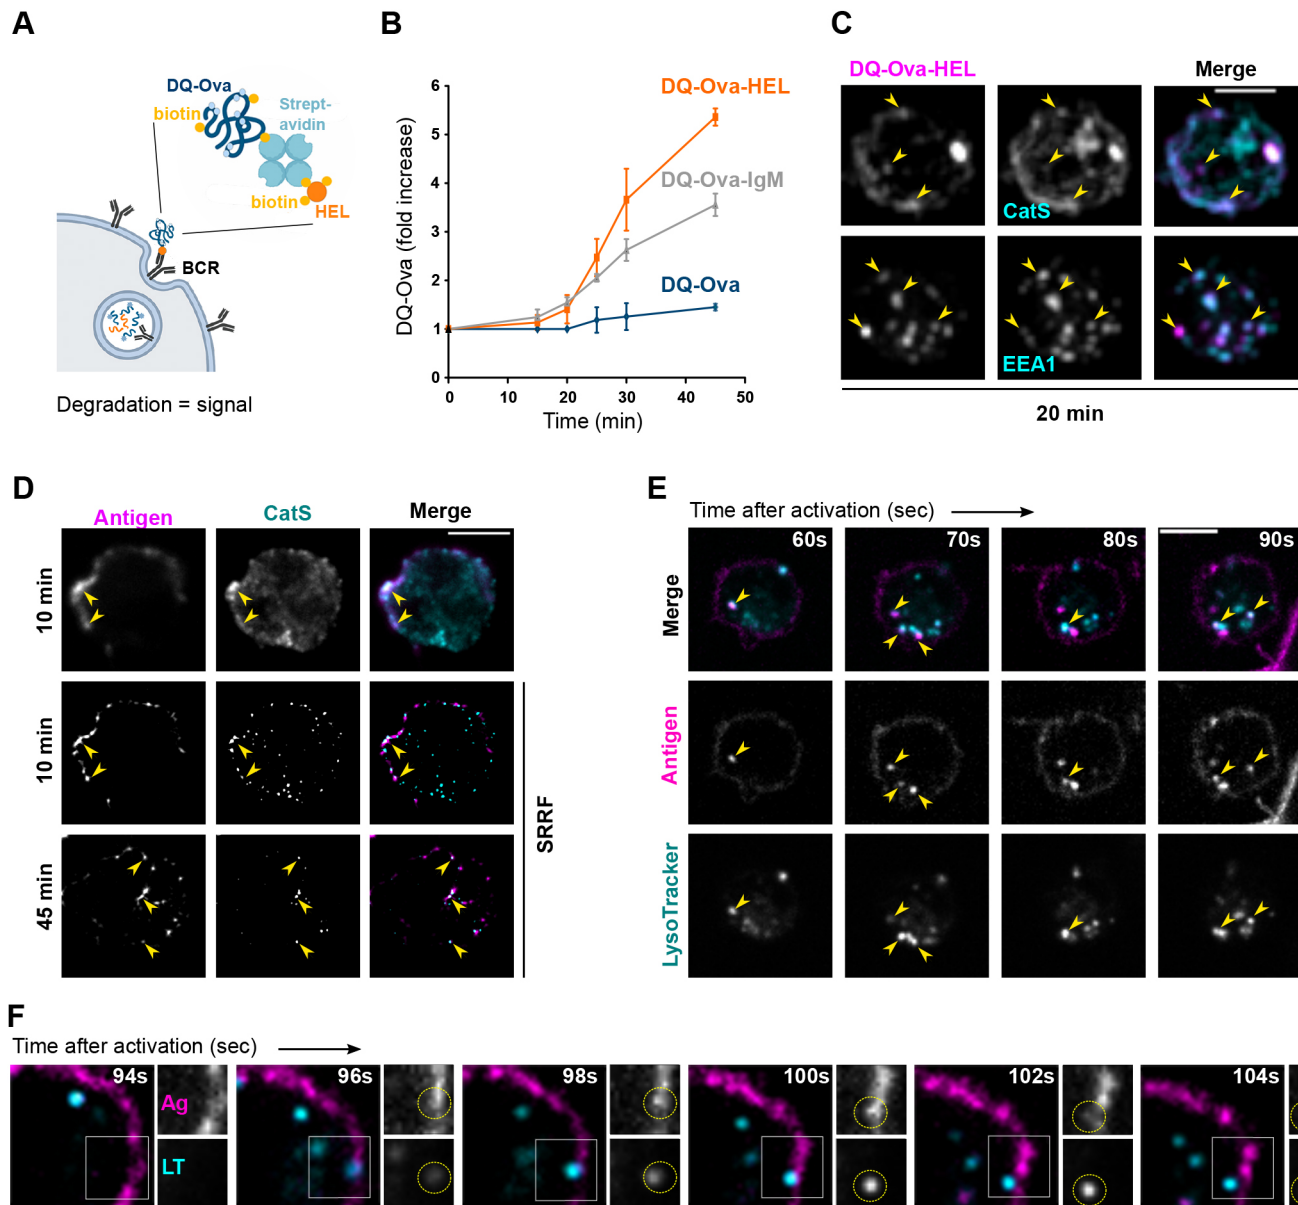 A
DQ-Ova
biotin
Strept-
avidin
biotin
HEL
BCR
Degradation = signal
B
DQ-Ova (fold increase)
6
5
4
3
2
1
0
0
10
20
30
40
50
Time (min)
DQ-Ova-HEL
DQ-Ova-IgM
DQ-Ova
C
DQ-Ova-HEL
Merge
CatS
EEA1
20 min
D
Antigen
CatS
Merge
10 min
10 min
45 min
SRRF
E
Time after activation (sec)
60s
70s
80s
90s
Merge
Antigen
LysoTracker
F
Time after activation (sec)
94s
96s
98s
100s
102s
104s
Ag
LT